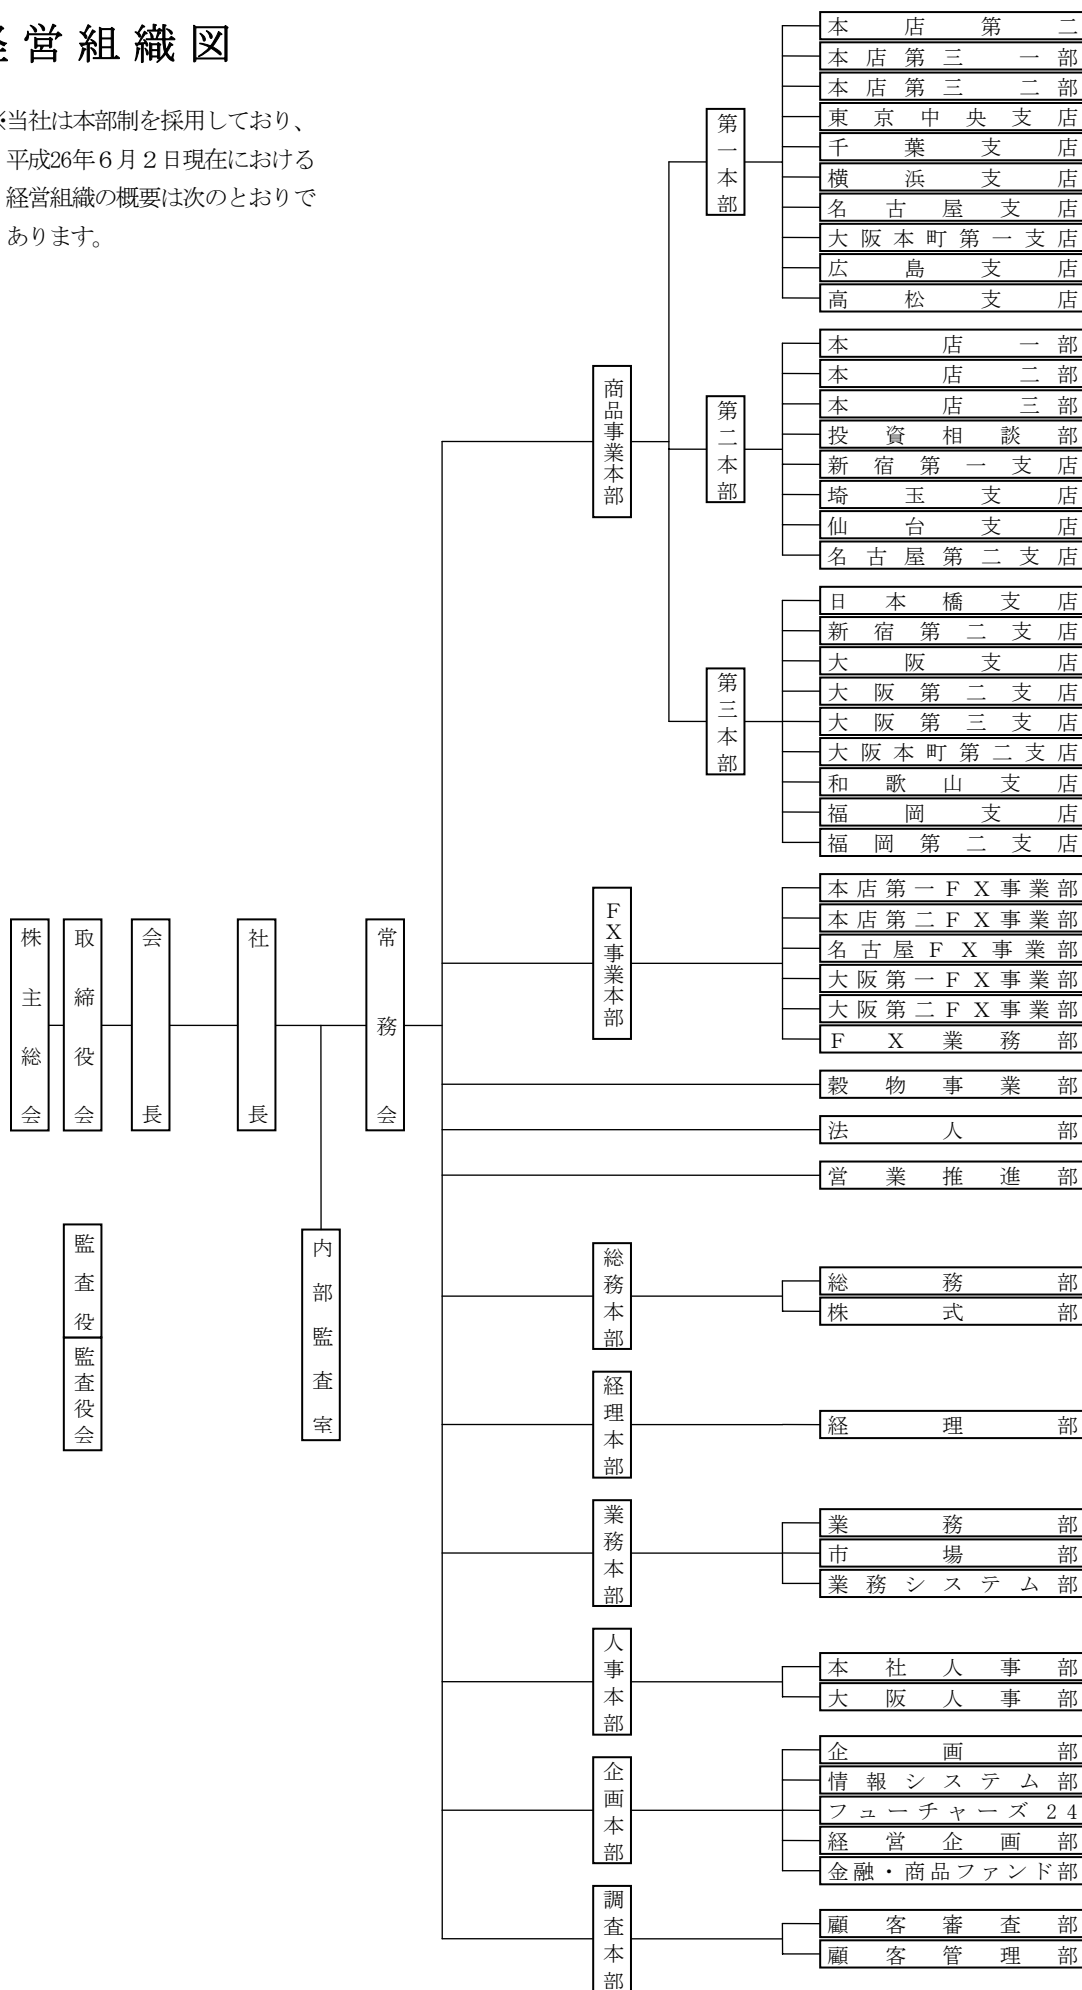 営組織図
※当社は本部制を採用しており、
平成26年６月２日現在における
経営組織の概要は次のとおりで
あります。
株主総会
取締役会
会長
社長
常務会
監査役
監査役会
内部監査室
商品事業本部
第一本部
本店第二
本店第三一部
本店第三二部
東京中央支店
千葉支店
横浜支店
名古屋支店
大阪本町第一支店
広島支店
高松支店
第二本部
本店一部
本店二部
本店三部
投資相談部
新宿第一支店
埼玉支店
仙台支店
名古屋第二支店
第三本部
日本橋支店
新宿第二支店
大阪支店
大阪第二支店
大阪第三支店
大阪本町第二支店
和歌山支店
福岡支店
福岡第二支店
ＦＸ事業本部
本店第一ＦＸ事業部
本店第二ＦＸ事業部
名古屋ＦＸ事業部
大阪第一ＦＸ事業部
大阪第二ＦＸ事業部
ＦＸ業務部
穀物事業部
法人部
営業推進部
総務本部
総務部
株式部
経理本部
経理部
業務本部
業務部
市場部
業務システム部
人事本部
本社人事部
大阪人事部
企画本部
企画部
情報システム部
フューチャーズ２４
経営企画部
金融・商品ファンド部
調査本部
顧客審査部
顧客管理部